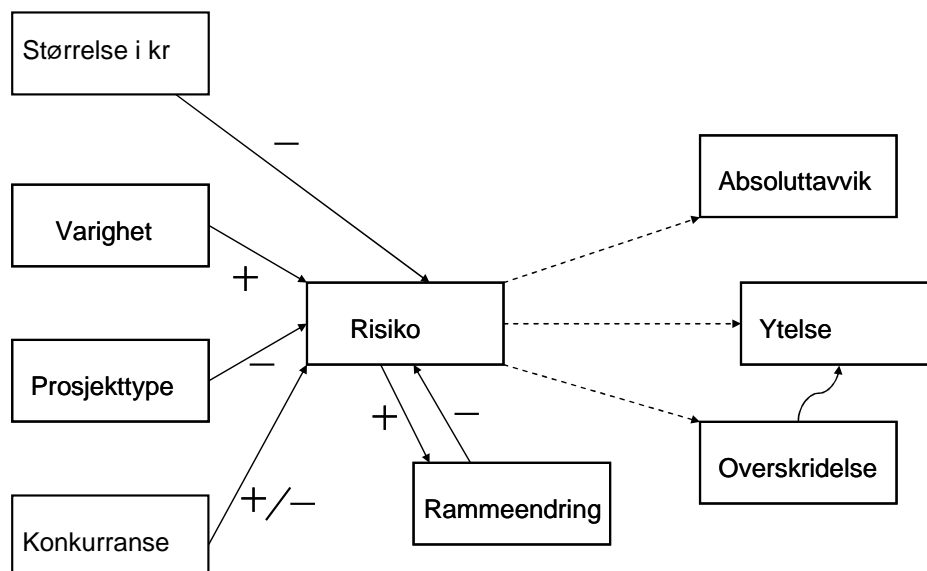 Størrelse i kr
−
Absoluttavvik
Varighet
+
Risiko
Ytelse
Prosjekttype
−
+
−
Overskridelse
Rammeendring
+/−
Konkurranse